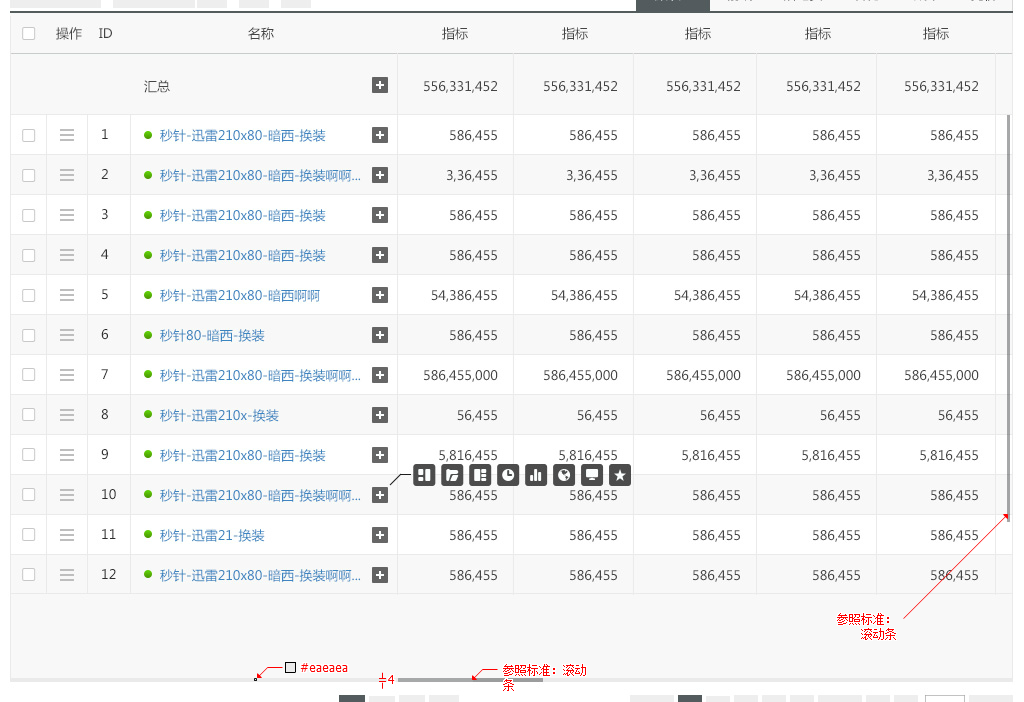 操作 ID 名称 指标 指标 指标 指标 指标
汇总 556,331,452 556,331,452 556,331,452 556,331,452 556,331,452
1 秒针-迅雷210x80-暗西-换装 586,455 586,455 586,455 586,455 586,455
2 秒针-迅雷210x80-暗西-换装啊啊... 3,36,455 3,36,455 3,36,455 3,36,455 3,36,455
3 秒针-迅雷210x80-暗西-换装 586,455 586,455 586,455 586,455 586,455
4 秒针-迅雷210x80-暗西-换装 586,455 586,455 586,455 586,455 586,455
5 秒针-迅雷210x80-暗西啊啊 54,386,455 54,386,455 54,386,455 54,386,455 54,386,455
6 秒针80-暗西-换装 586,455 586,455 586,455 586,455 586,455
7 秒针-迅雷210x80-暗西-换装啊啊... 586,455,000 586,455,000 586,455,000 586,455,000 586,455,000
8 秒针-迅雷210x-换装 56,455 56,455 56,455 56,455 56,455
9 秒针-迅雷210x80-暗西-换装 5,816,455 5,816,455 5,816,455 5,816,455 5,816,455
10 秒针-迅雷210x80-暗西-换装啊啊... 586,455 586,455 586,455 586,455 586,455
11 秒针-迅雷21-换装 586,455 586,455 586,455 586,455 586,455
12 秒针-迅雷210x80-暗西-换装啊啊... 586,455 586,455 586,455 586,455 586,455
参照标准：
滚动条
#eaeaea
4
参照标准：滚动
条